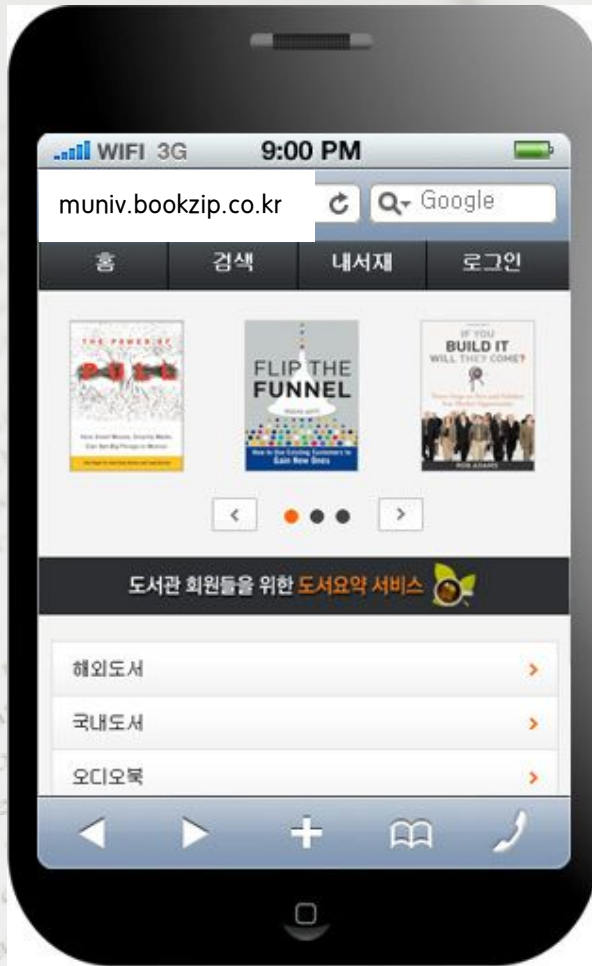 WIFI 3G 9:00 PM
muniv.bookzip.co.kr
Google
홈 검색 내서재 로그인
THE POWER OF
PULL
FLIP THE
FUNNEL
How to Use Existing Customers to
Gain New Ones
IF YOU
BUILD IT
WILL THEY COME?
ROB ADAMS
도서관 회원들을 위한 도서요약 서비스
해외도서
국내도서
오디오북